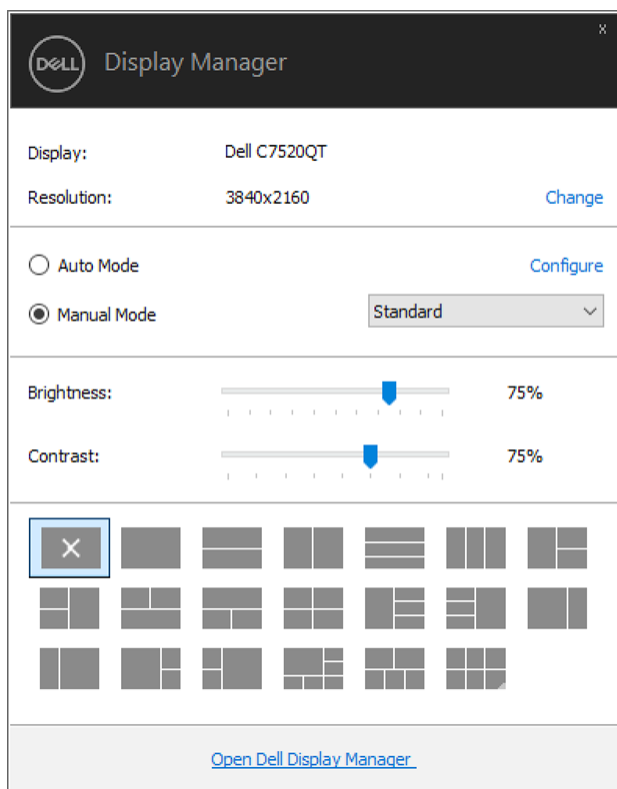 x
DELL Display Manager
Display: Dell C7520QT
Resolution: 3840x2160 Change
Auto Mode Configure
Manual Mode Standard
Brightness: 75%
Contrast: 75%
Open Dell Display Manager